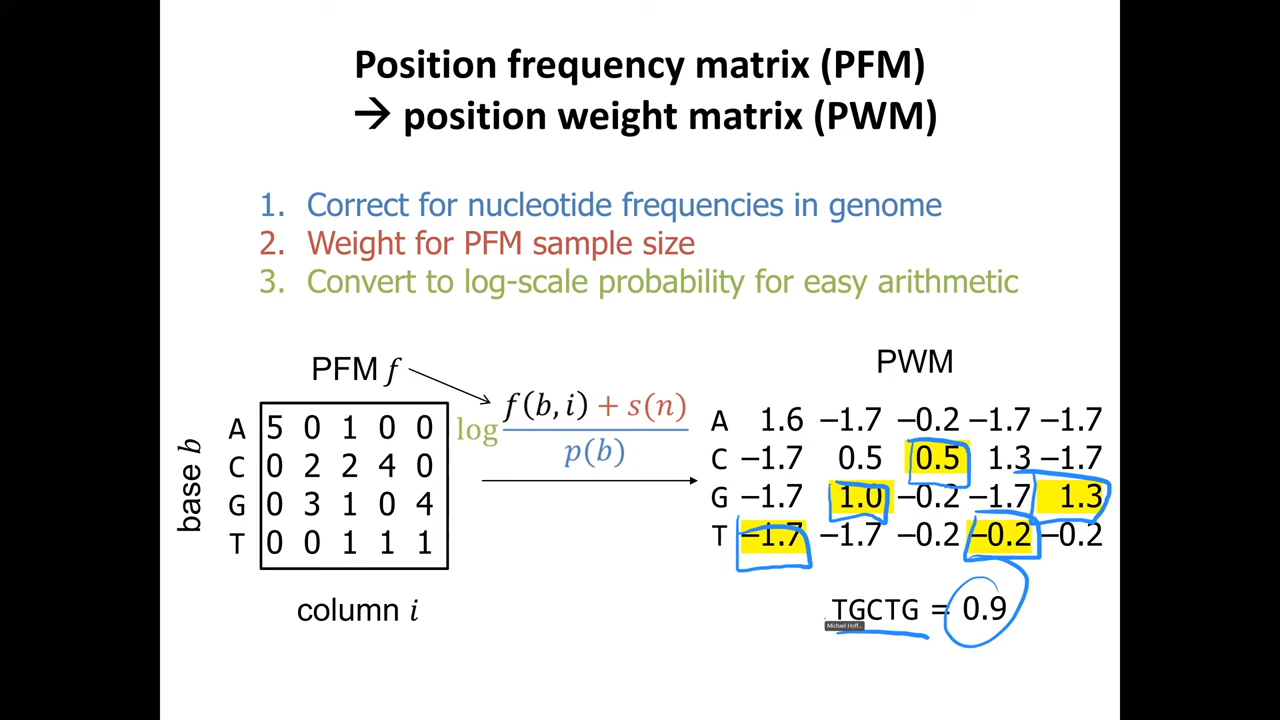 Position frequency matrix (PFM)
→ position weight matrix (PWM)
1. Correct for nucleotide frequencies in genome
2. Weight for PFM sample size
3. Convert to log-scale probability for easy arithmetic
PFM f
PWM
log f(b, i) + s(n)
p(b)
base b
A 5 0 1 0 0
C 0 2 2 4 0
G 0 3 1 0 4
T 0 0 1 1 1
column i
A 1.6 −1.7 −0.2 −1.7 −1.7
C −1.7 0.5 0.5 1.3 −1.7
G −1.7 1.0 −0.2 −1.7 1.3
T −1.7 −1.7 −0.2 −0.2 −0.2
TGCTG = 0.9
Michael Hoff...